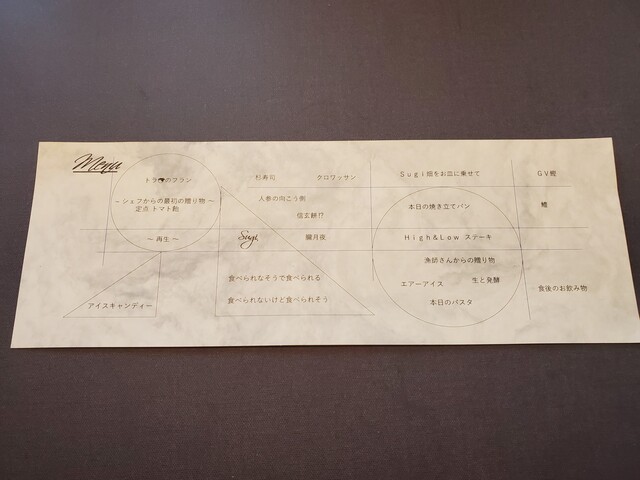 Menu
のフラン
～シェフからの最初の贈り物～
定点 トマト飴
～再生～
アイスキャンディー
杉寿司 クロワッサン
人参の向こう側
信玄餅!?
Sugi, 朧月夜
食べられなそうで食べられる
食べられないけど食べられそう
Sugi畑をお皿に乗せて
本日の焼き立てパン
High&Low ステーキ
漁師さんからの贈り物
エアーアイス 生と発酵
本日のパスタ
GV鰹
食後のお飲み物